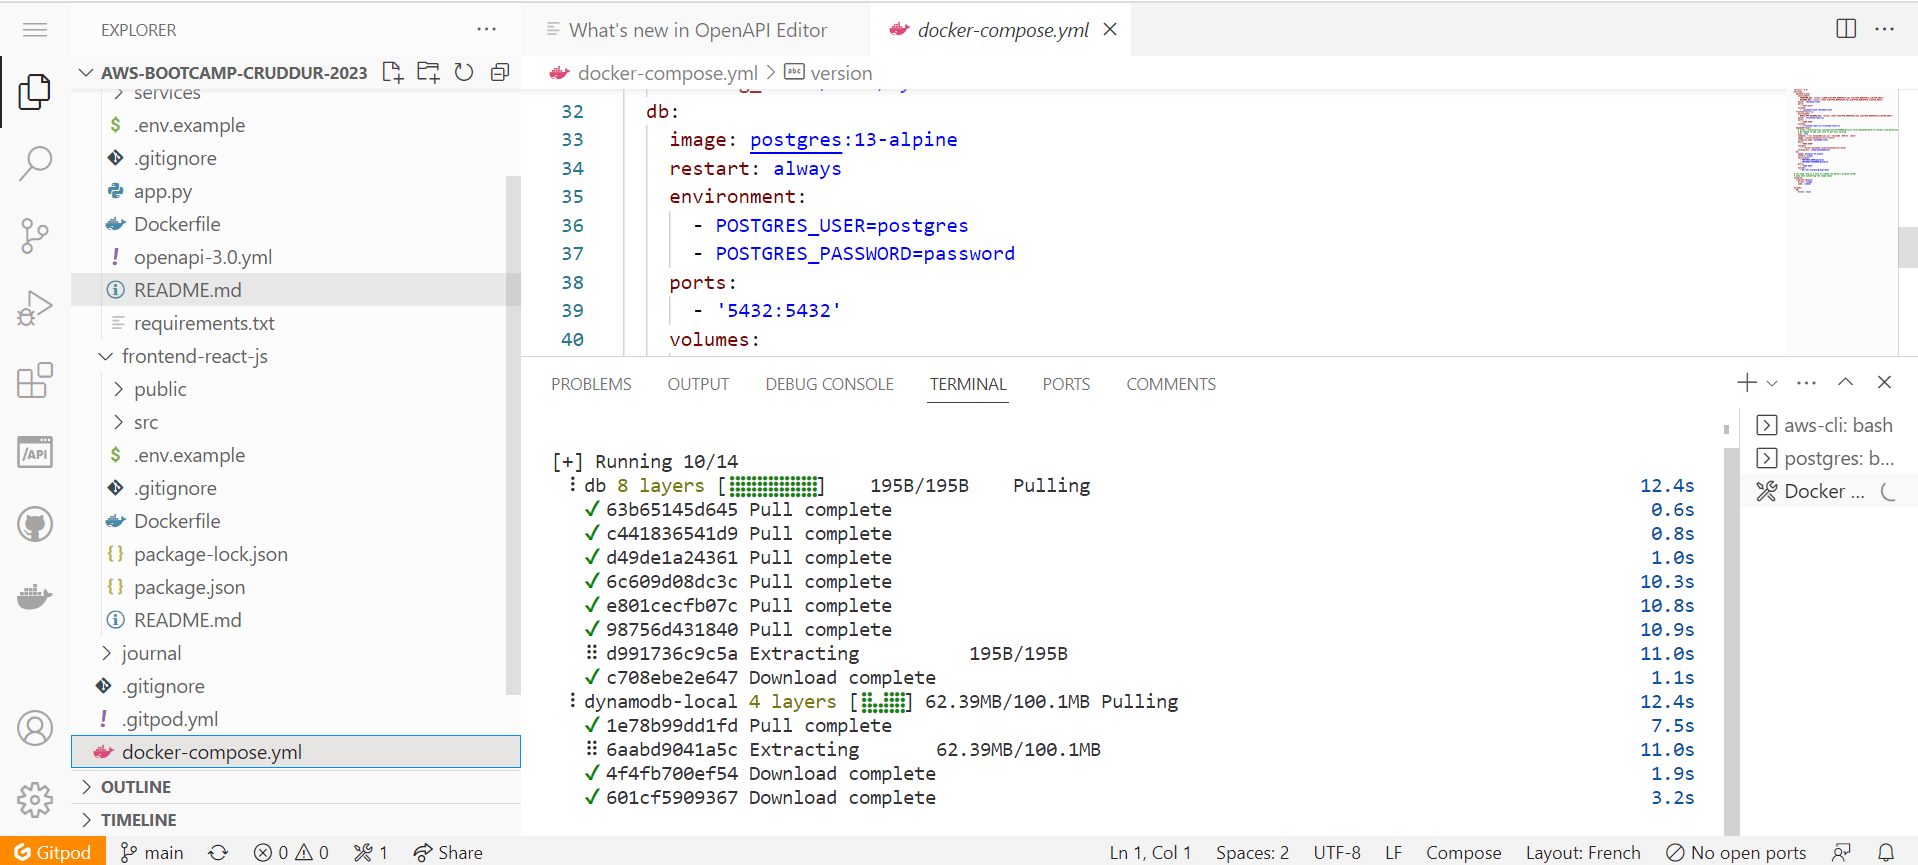 EXPLORER
AWS-BOOTCAMP-CRUDDUR-2023
services
$ .env.example
.gitignore
app.py
Dockerfile
! openapi-3.0.yml
README.md
requirements.txt
frontend-react-js
public
src
$ .env.example
.gitignore
Dockerfile
{} package-lock.json
{} package.json
README.md
journal
.gitignore
! .gitpod.yml
docker-compose.yml
OUTLINE
TIMELINE
/API
What's new in OpenAPI Editor
docker-compose.yml
docker-compose.yml > abc version
32 db:
33 image: postgres:13-alpine
34 restart: always
35 environment:
36 - POSTGRES_USER=postgres
37 - POSTGRES_PASSWORD=password
38 ports:
39 - '5432:5432'
40 volumes:
PROBLEMS OUTPUT DEBUG CONSOLE TERMINAL PORTS COMMENTS
[+] Running 10/14
⠇ db 8 layers [⣿⣿⣿⣿⣿⣿⣿⣿] 195B/195B Pulling 12.4s
✔ 63b65145d645 Pull complete 0.6s
✔ c441836541d9 Pull complete 0.8s
✔ d49de1a24361 Pull complete 1.0s
✔ 6c609d08dc3c Pull complete 10.3s
✔ e801cecfb07c Pull complete 10.8s
✔ 98756d431840 Pull complete 10.9s
⠿ d991736c9c5a Extracting 195B/195B 11.0s
✔ c708ebe2e647 Download complete 1.1s
⠇ dynamodb-local 4 layers [⣿⣦⣿⣿] 62.39MB/100.1MB Pulling 12.4s
✔ 1e78b99dd1fd Pull complete 7.5s
⠿ 6aabd9041a5c Extracting 62.39MB/100.1MB 11.0s
✔ 4f4fb700ef54 Download complete 1.9s
✔ 601cf5909367 Download complete 3.2s
aws-cli: bash
postgres: b...
Docker ...
Gitpod main 0 0 1 Share
Ln 1, Col 1 Spaces: 2 UTF-8 LF Compose Layout: French No open ports